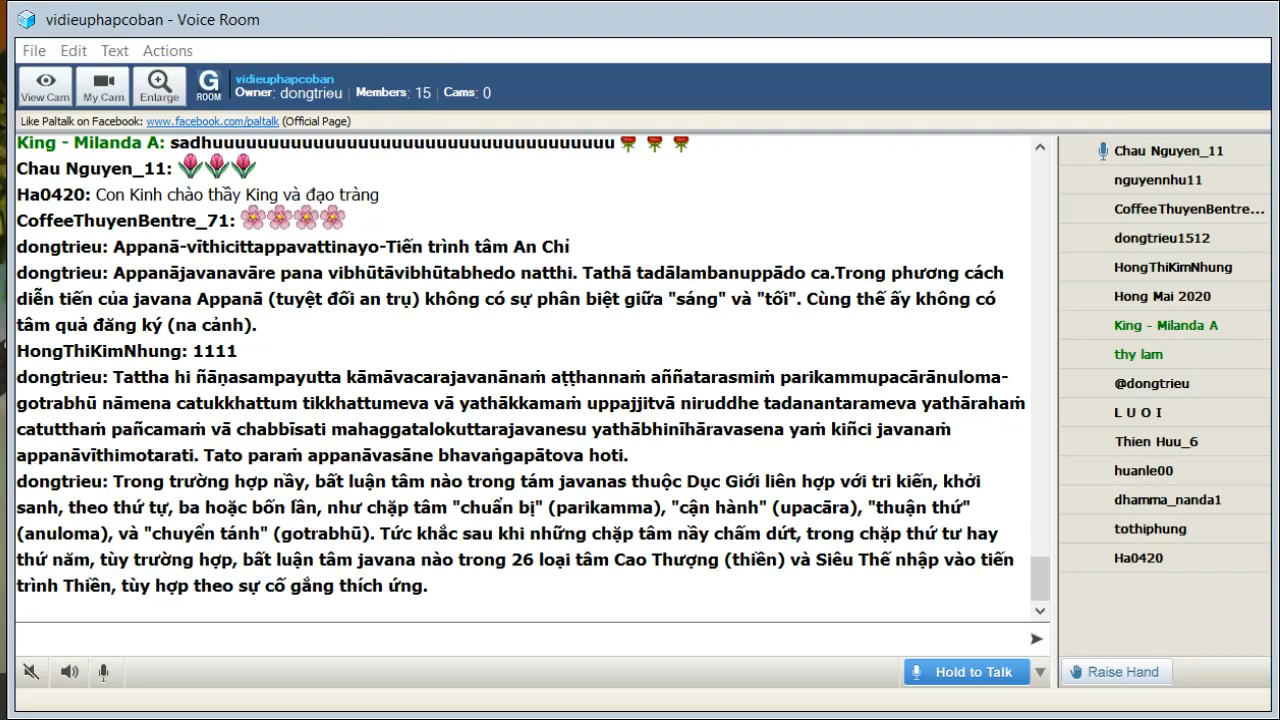 vidieuphapcoban - Voice Room
File Edit Text Actions
View Cam My Cam Enlarge G ROOM
vidieuphapcoban
Owner: dongtrieu | Members: 15 | Cams: 0
Like Paltalk on Facebook: www.facebook.com/paltalk (Official Page)
King - Milanda A: sadhuuuuuuuuuuuuuuuuuuuuuuuuuuuuuuuuuuuu
Chau Nguyen_11:
Ha0420: Con Kinh chào thầy King và đạo tràng
CoffeeThuyenBentre_71:
dongtrieu: Appanā-vīthicittappavattinayo-Tiến trình tâm An Chỉ
dongtrieu: Appanājavanavāre pana vibhūtāvibhūtabhedo natthi. Tathā tadālambanuppādo ca.Trong phương cách
diễn tiến của javana Appanā (tuyệt đối an trụ) không có sự phân biệt giữa "sáng" và "tối". Cùng thế ấy không có
tâm quả đăng ký (na cảnh).
HongThiKimNhung: 1111
dongtrieu: Tattha hi ñāṇasampayutta kāmāvacarajavanānaṁ aṭṭhannaṁ aññatarasmiṁ parikammupacārānuloma-
gotrabhū nāmena catukkhattum tikkhattumeva vā yathākkamaṁ uppajjitvā niruddhe tadanantarameva yathārahaṁ
catutthaṁ pañcamaṁ vā chabbīsati mahaggatalokuttarajavanesu yathābhinīhāravasena yaṁ kiñci javanaṁ
appanāvīthimotarati. Tato paraṁ appanāvasāne bhavaṅgapātova hoti.
dongtrieu: Trong trường hợp nầy, bất luận tâm nào trong tám javanas thuộc Dục Giới liên hợp với tri kiến, khởi
sanh, theo thứ tự, ba hoặc bốn lần, như chặp tâm "chuẩn bị" (parikamma), "cận hành" (upacāra), "thuận thứ"
(anuloma), và "chuyển tánh" (gotrabhū). Tức khắc sau khi những chặp tâm nầy chấm dứt, trong chặp thứ tư hay
thứ năm, tùy trường hợp, bất luận tâm javana nào trong 26 loại tâm Cao Thượng (thiền) và Siêu Thế nhập vào tiến
trình Thiền, tùy hợp theo sự cố gắng thích ứng.
Hold to Talk
Chau Nguyen_11
nguyennhu11
CoffeeThuyenBentre...
dongtrieu1512
HongThiKimNhung
Hong Mai 2020
King - Milanda A
thy lam
@dongtrieu
L U O I
Thien Huu_6
huanle00
dhamma_nanda1
tothiphung
Ha0420
Raise Hand